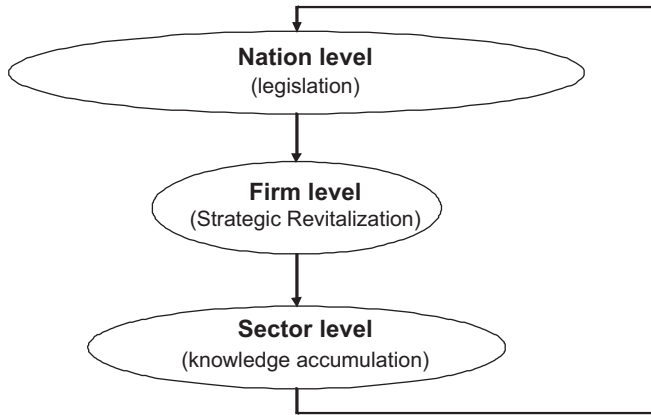 Nation level
(legislation)
Firm level
(Strategic Revitalization)
Sector level
(knowledge accumulation)